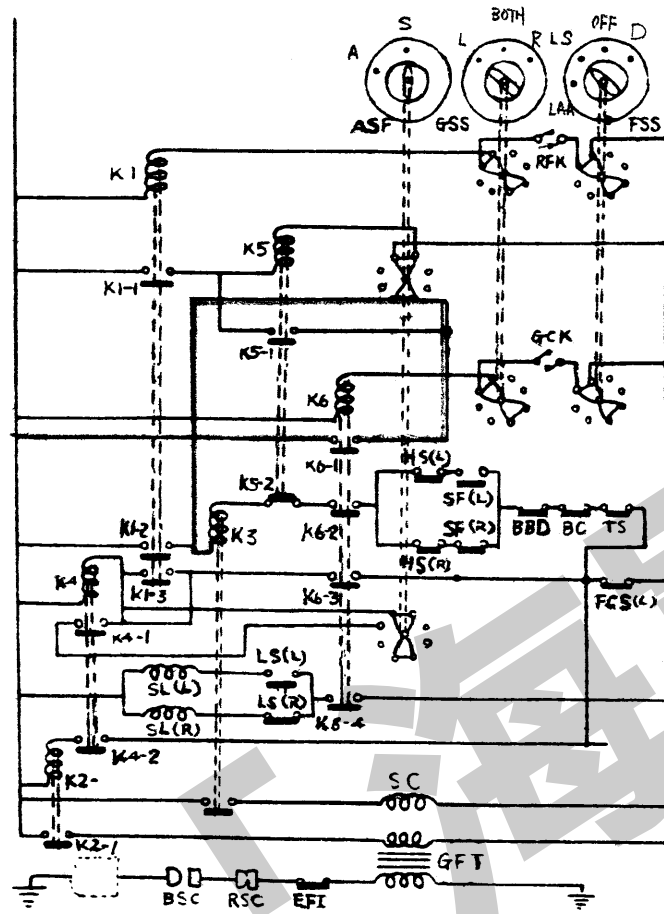 S
BOTH
OFF
D
A
L
R
LS
ASF
GSS
LAA
FSS
RFK
K1
K5
K1-1
GCK
K5-1
K6
K6-1
HS(L)
K5-2
SF(L)
K3
K6-2
SF(R)
BBD
BC
TS
K1-2
HS(R)
K4
K1-3
K6-3
FGS(L)
K4-1
LS(L)
SL(L)
LS(R)
SL(R)
K6-4
K4-2
K2-
SC
K2-1
GFT
BSC
RSC
EFI
海